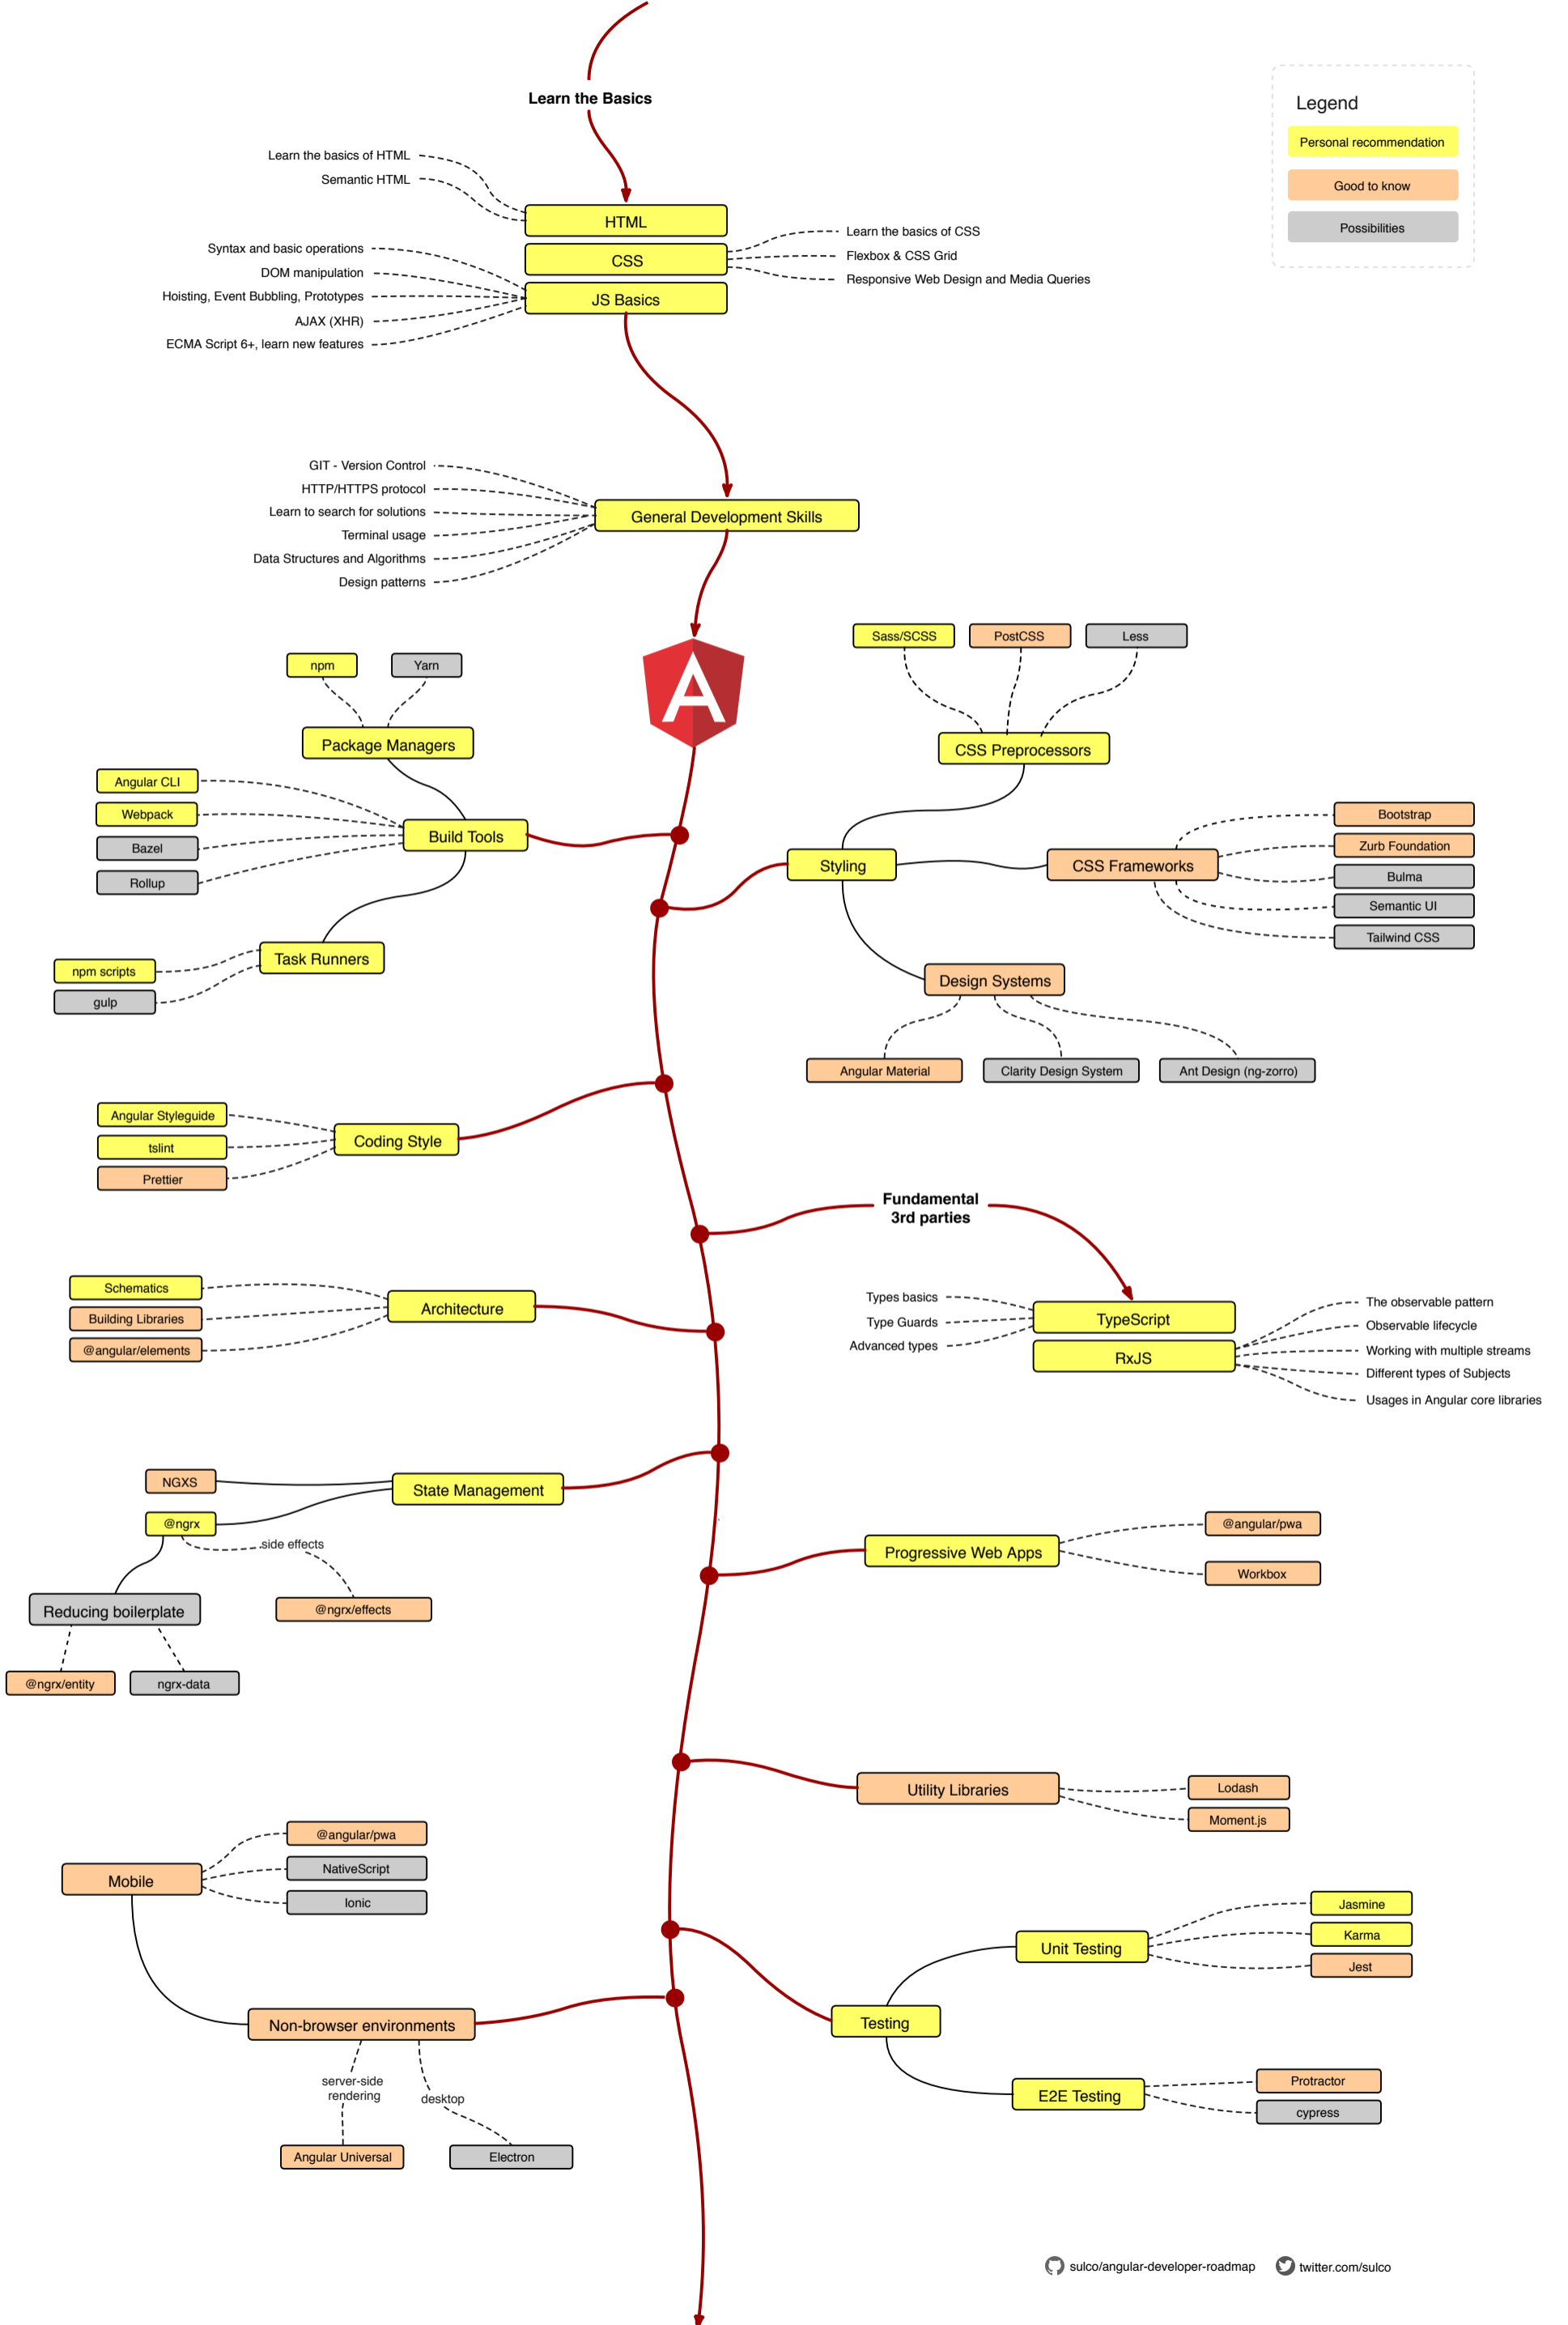 Learn the Basics
Legend
Personal recommendation
Good to know
Possibilities
Learn the basics of HTML
Semantic HTML
HTML
CSS
JS Basics
Learn the basics of CSS
Flexbox & CSS Grid
Responsive Web Design and Media Queries
Syntax and basic operations
DOM manipulation
Hoisting, Event Bubbling, Prototypes
AJAX (XHR)
ECMA Script 6+, learn new features
GIT - Version Control
HTTP/HTTPS protocol
Learn to search for solutions
Terminal usage
Data Structures and Algorithms
Design patterns
General Development Skills
A
npm
Yarn
Package Managers
Angular CLI
Webpack
Bazel
Rollup
Build Tools
Task Runners
npm scripts
gulp
Sass/SCSS
PostCSS
Less
CSS Preprocessors
Styling
CSS Frameworks
Bootstrap
Zurb Foundation
Bulma
Semantic UI
Tailwind CSS
Design Systems
Angular Material
Clarity Design System
Ant Design (ng-zorro)
Angular Styleguide
tslint
Prettier
Coding Style
Fundamental
3rd parties
Schematics
Building Libraries
@angular/elements
Architecture
Types basics
Type Guards
Advanced types
TypeScript
RxJS
The observable pattern
Observable lifecycle
Working with multiple streams
Different types of Subjects
Usages in Angular core libraries
NGXS
@ngrx
State Management
side effects
Reducing boilerplate
@ngrx/effects
@ngrx/entity
ngrx-data
Progressive Web Apps
@angular/pwa
Workbox
Utility Libraries
Lodash
Moment.js
Mobile
@angular/pwa
NativeScript
Ionic
Non-browser environments
server-side
rendering
desktop
Angular Universal
Electron
Testing
Unit Testing
Jasmine
Karma
Jest
E2E Testing
Protractor
cypress
sulco/angular-developer-roadmap
twitter.com/sulco